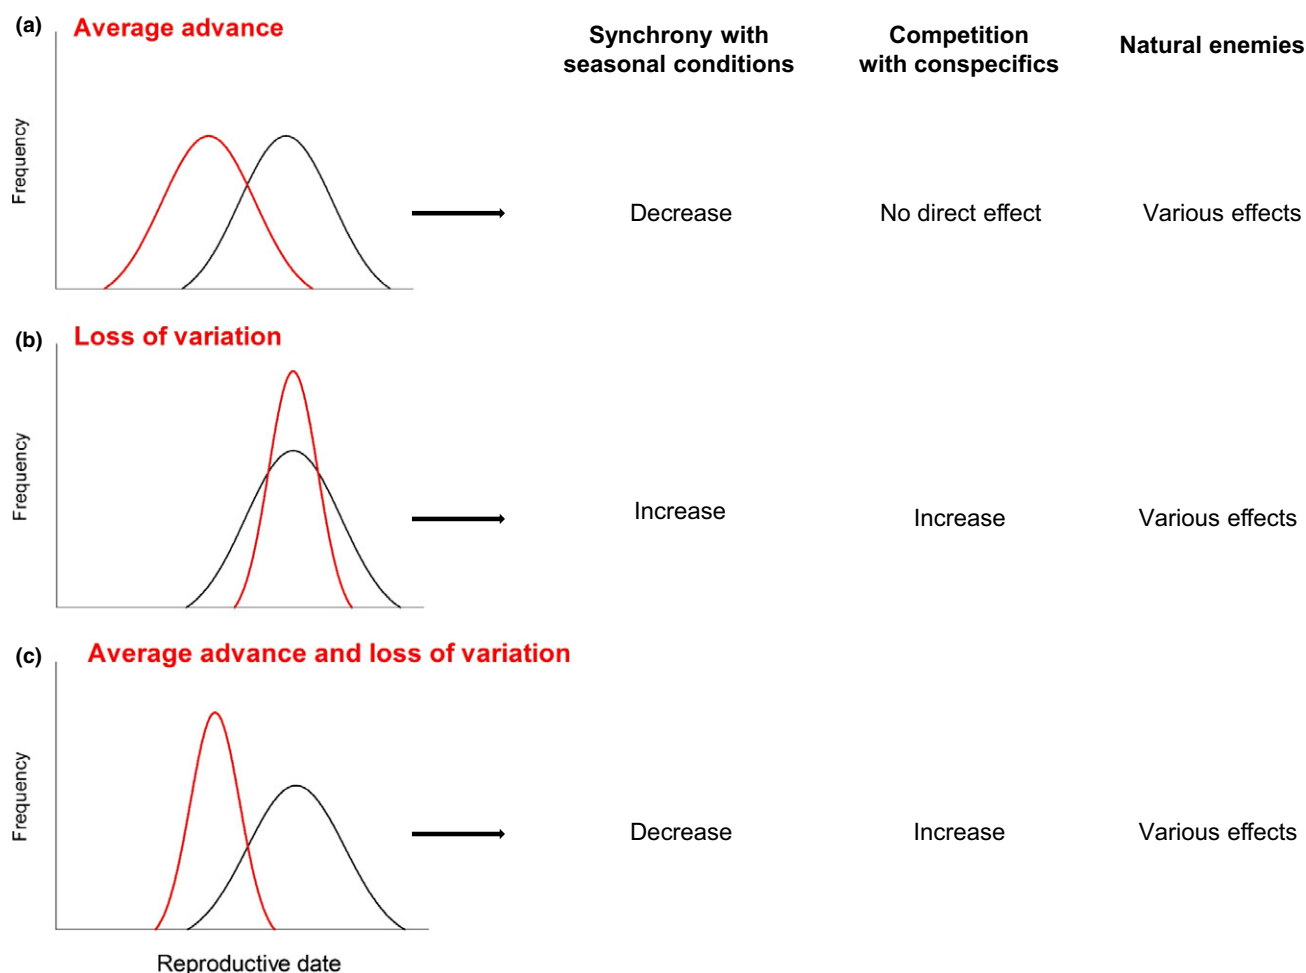 (a) Average advance
Synchrony with
seasonal conditions
Competition
with conspecifics
Natural enemies
Frequency
Decrease
No direct effect
Various effects
(b) Loss of variation
Frequency
Increase
Increase
Various effects
(c) Average advance and loss of variation
Frequency
Decrease
Increase
Various effects
Reproductive date